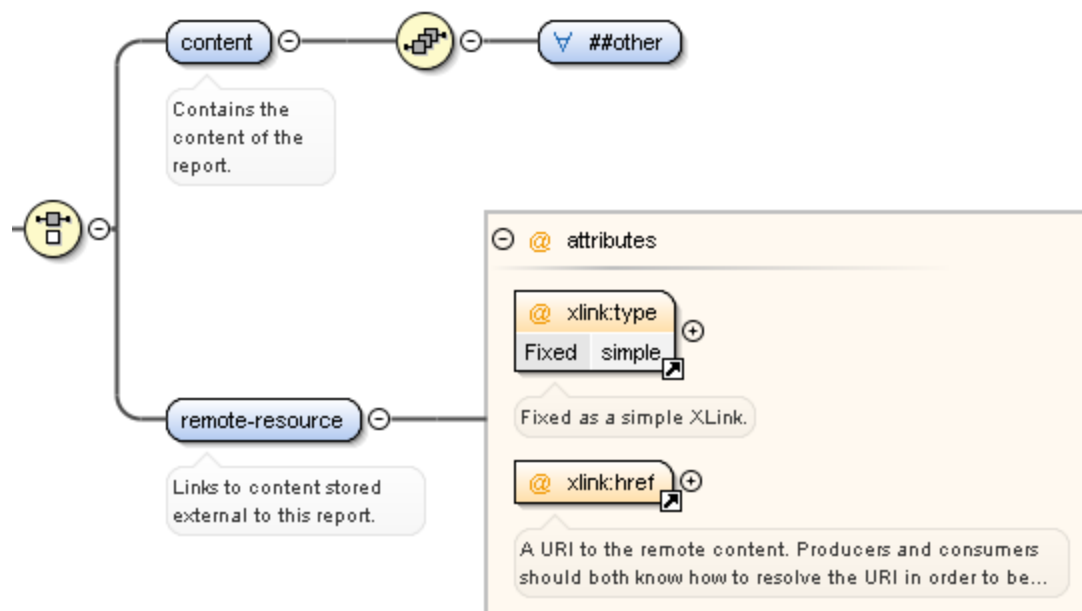 content
∀ ##other
Contains the
content of the
report.
@ attributes
@ xlink:type
Fixed simple
Fixed as a simple XLink.
remote-resource
Links to content stored
external to this report.
@ xlink:href
A URI to the remote content. Producers and consumers
should both know how to resolve the URI in order to be...